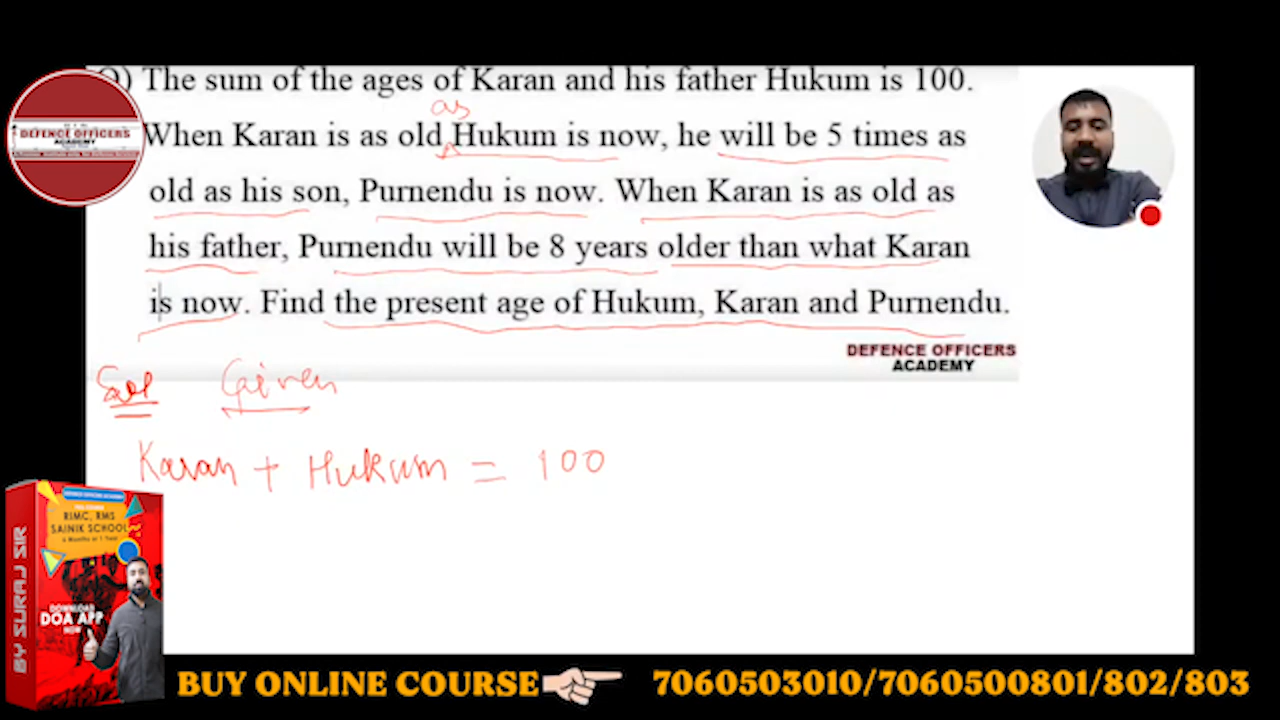 Q) The sum of the ages of Karan and his father Hukum is 100.
as
When Karan is as old Hukum is now, he will be 5 times as
old as his son, Purnendu is now. When Karan is as old as
his father, Purnendu will be 8 years older than what Karan
is now. Find the present age of Hukum, Karan and Purnendu.
DEFENCE OFFICERS
ACADEMY
DEFENCE OFFICERS
ACADEMY
Sol Given
Karan + Hukum = 100
BY SURAJ SIR
RIMC, RMS
SAINIK SCHOOL
DOWNLOAD
DOA APP
NOW
BUY ONLINE COURSE 7060503010/7060500801/802/803